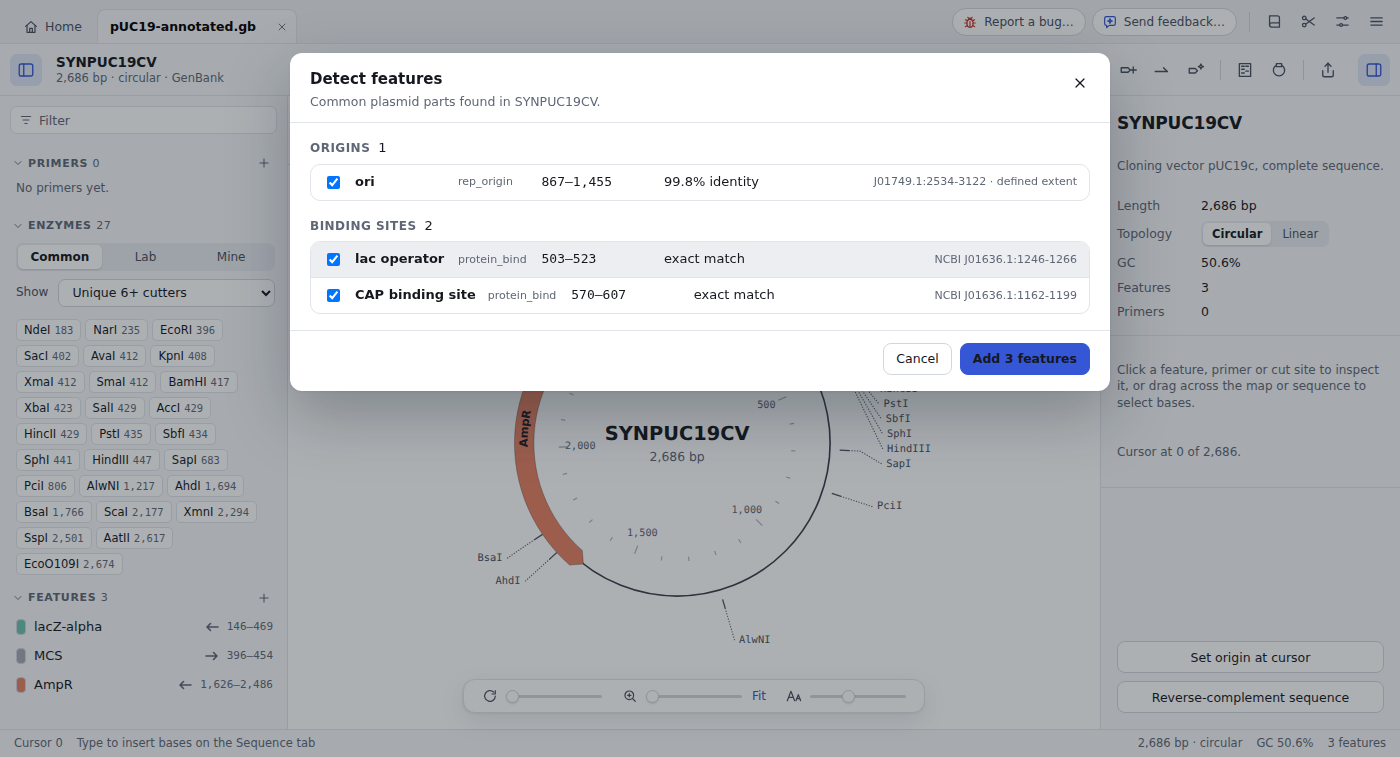 Home
pUC19-annotated.gb
Report a bug…
Send feedback…
SYNPUC19CV
2,686 bp · circular · GenBank
Detect features
Common plasmid parts found in SYNPUC19CV.
ORIGINS 1
ori rep_origin 867–1,455 99.8% identity J01749.1:2534-3122 · defined extent
BINDING SITES 2
lac operator protein_bind 503–523 exact match NCBI J01636.1:1246-1266
CAP binding site protein_bind 570–607 exact match NCBI J01636.1:1162-1199
Cancel
Add 3 features
Filter
PRIMERS 0
No primers yet.
ENZYMES 27
Common Lab Mine
Show Unique 6+ cutters
NdeI 183 NarI 235 EcoRI 396
SacI 402 AvaI 412 KpnI 408
XmaI 412 SmaI 412 BamHI 417
XbaI 423 SalI 429 AccI 429
HincII 429 PstI 435 SbfI 434
SphI 441 HindIII 447 SapI 683
PciI 806 AlwNI 1,217 AhdI 1,694
BsaI 1,766 ScaI 2,177 XmnI 2,294
SspI 2,501 AatII 2,617
EcoO109I 2,674
FEATURES 3
lacZ-alpha 146–469
MCS 396–454
AmpR 1,626–2,486
AmpR
SYNPUC19CV
2,686 bp
500
1,000
1,500
2,000
PstI
SbfI
SphI
HindIII
SapI
PciI
AlwNI
BsaI
AhdI
Fit
SYNPUC19CV
Cloning vector pUC19c, complete sequence.
Length 2,686 bp
Topology Circular Linear
GC 50.6%
Features 3
Primers 0
Click a feature, primer or cut site to inspect
it, or drag across the map or sequence to
select bases.
Cursor at 0 of 2,686.
Set origin at cursor
Reverse-complement sequence
Cursor 0 Type to insert bases on the Sequence tab
2,686 bp · circular GC 50.6% 3 features